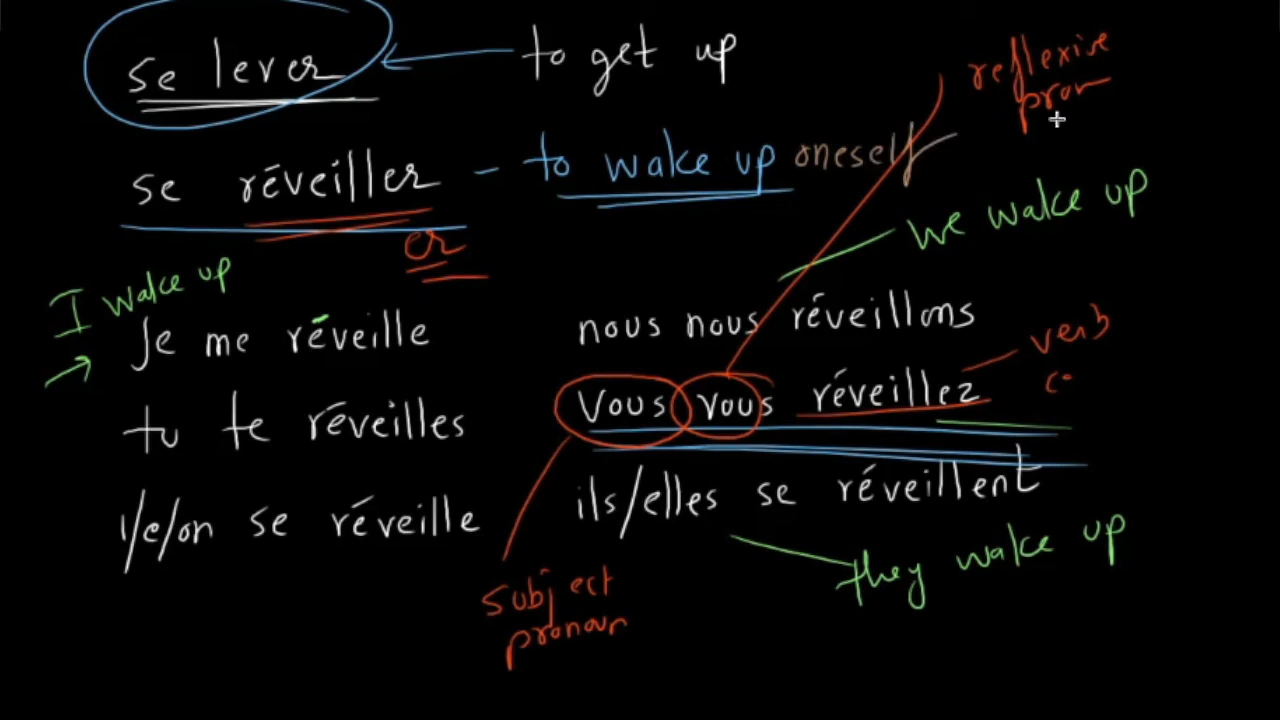 se lever to get up
reflexive
pron
se réveiller - to wake up oneself
er
we wake up
I wake up
Je me réveille
nous nous réveillons
verb
c
tu te réveilles
Vous vous réveillez
i/e/on se réveille
ils/elles se réveillent
they wake up
subject
pronoun